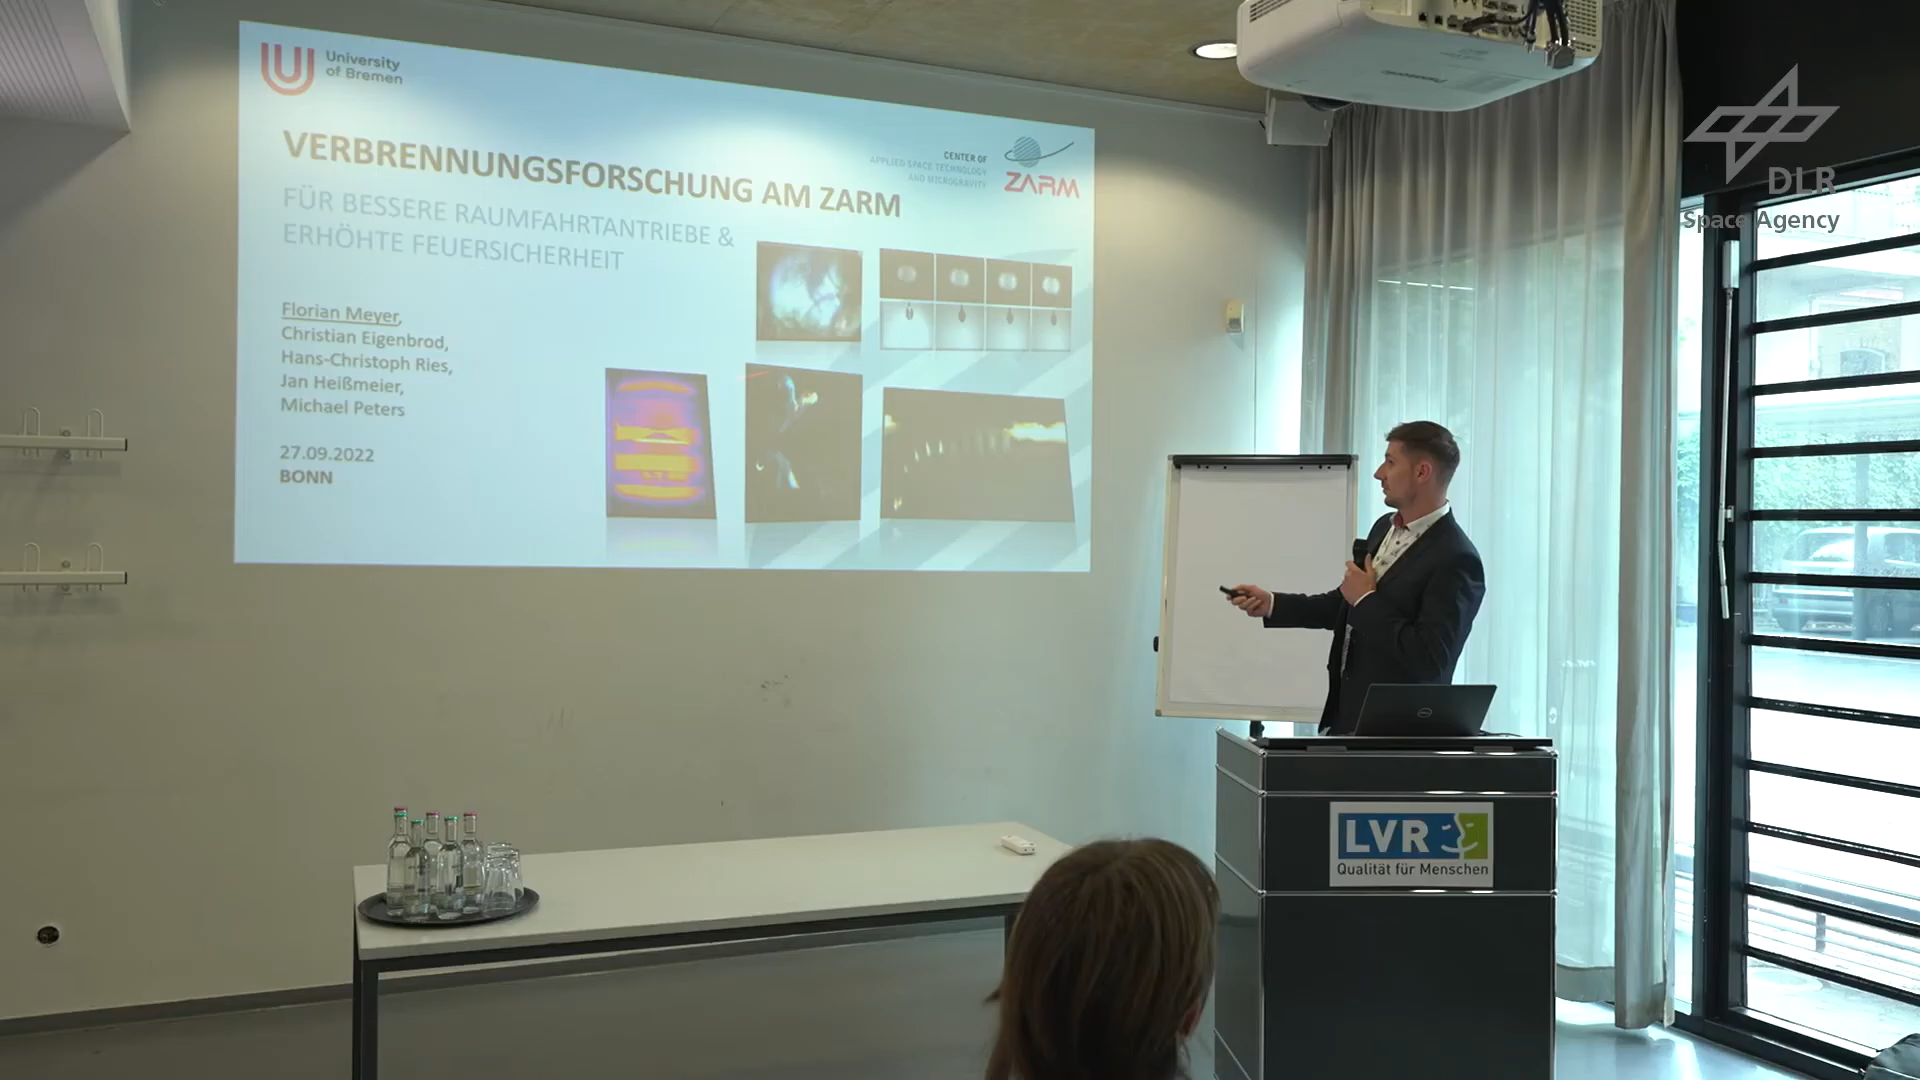 University
of Bremen
VERBRENNUNGSFORSCHUNG AM ZARM
FÜR BESSERE RAUMFAHRTANTRIEBE &
ERHÖHTE FEUERSICHERHEIT
CENTER OF
APPLIED SPACE TECHNOLOGY
AND MICROGRAVITY
ZARM
Florian Meyer,
Christian Eigenbrod,
Hans-Christoph Ries,
Jan Heißmeier,
Michael Peters
27.09.2022
BONN
DLR
Space Agency
LVR
Qualität für Menschen